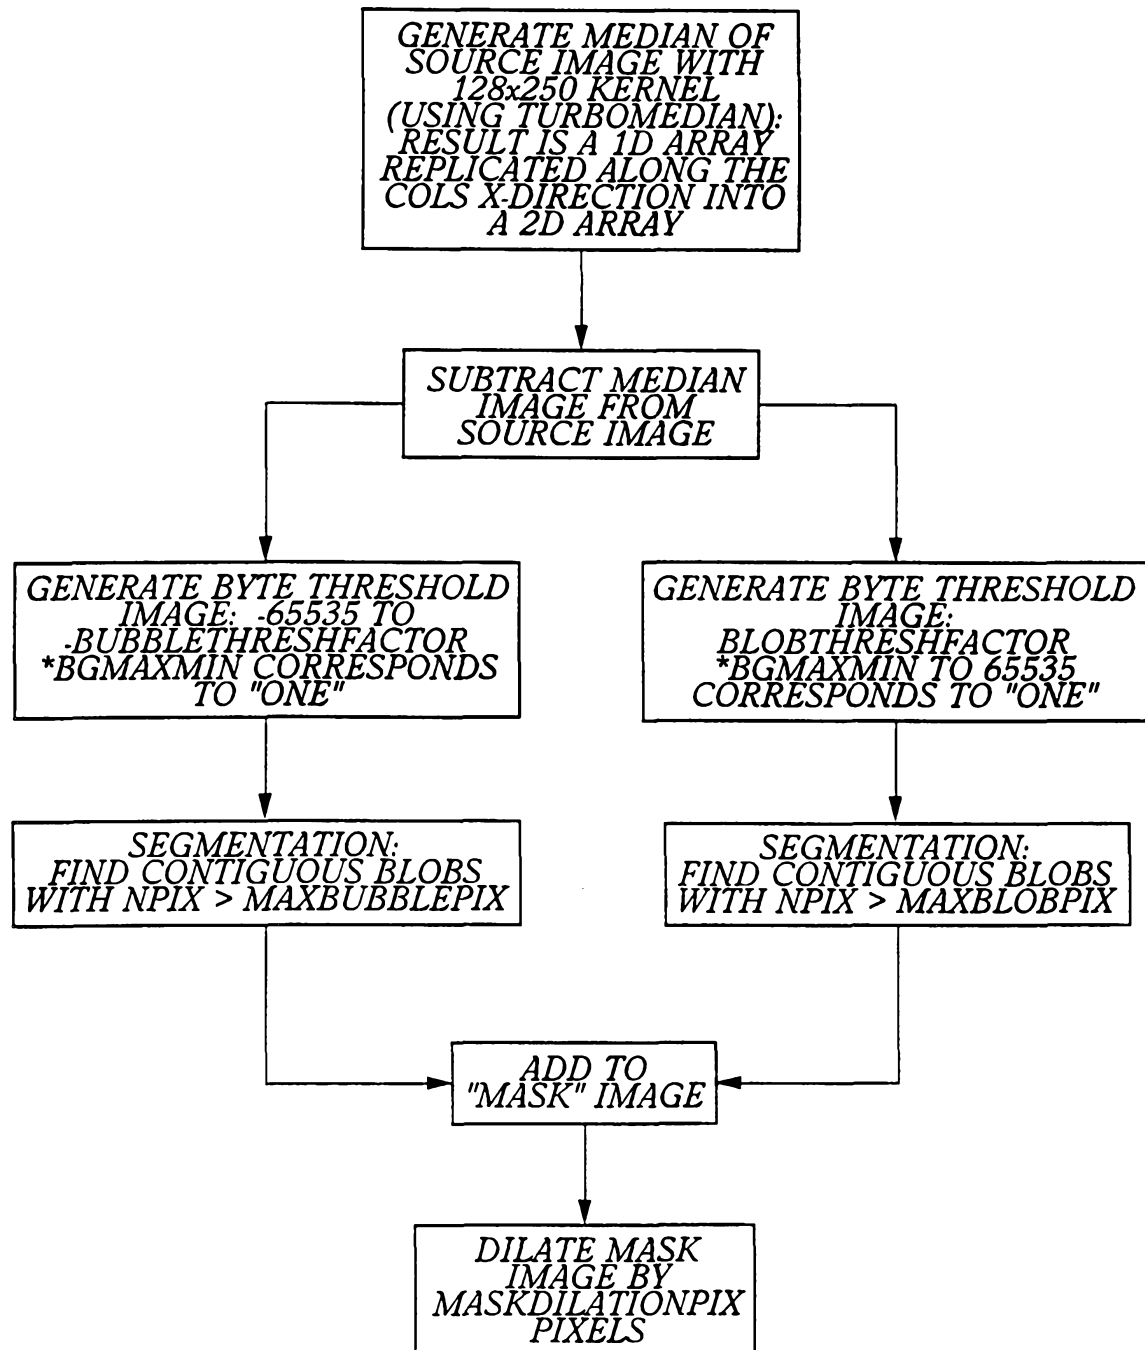 GENERATE MEDIAN OF
SOURCE IMAGE WITH
128x250 KERNEL
(USING TURBOMEDIAN):
RESULT IS A 1D ARRAY
REPLICATED ALONG THE
COLS X-DIRECTION INTO
A 2D ARRAY
SUBTRACT MEDIAN
IMAGE FROM
SOURCE IMAGE
GENERATE BYTE THRESHOLD
IMAGE: -65535 TO
-BUBBLETHRESHFACTOR
*BGMAXMIN CORRESPONDS
TO "ONE"
GENERATE BYTE THRESHOLD
IMAGE:
BLOBTHRESHFACTOR
*BGMAXMIN TO 65535
CORRESPONDS TO "ONE"
SEGMENTATION:
FIND CONTIGUOUS BLOBS
WITH NPIX > MAXBUBBLEPIX
SEGMENTATION:
FIND CONTIGUOUS BLOBS
WITH NPIX > MAXBLOBPIX
ADD TO
"MASK" IMAGE
DILATE MASK
IMAGE BY
MASKDILATIONPIX
PIXELS